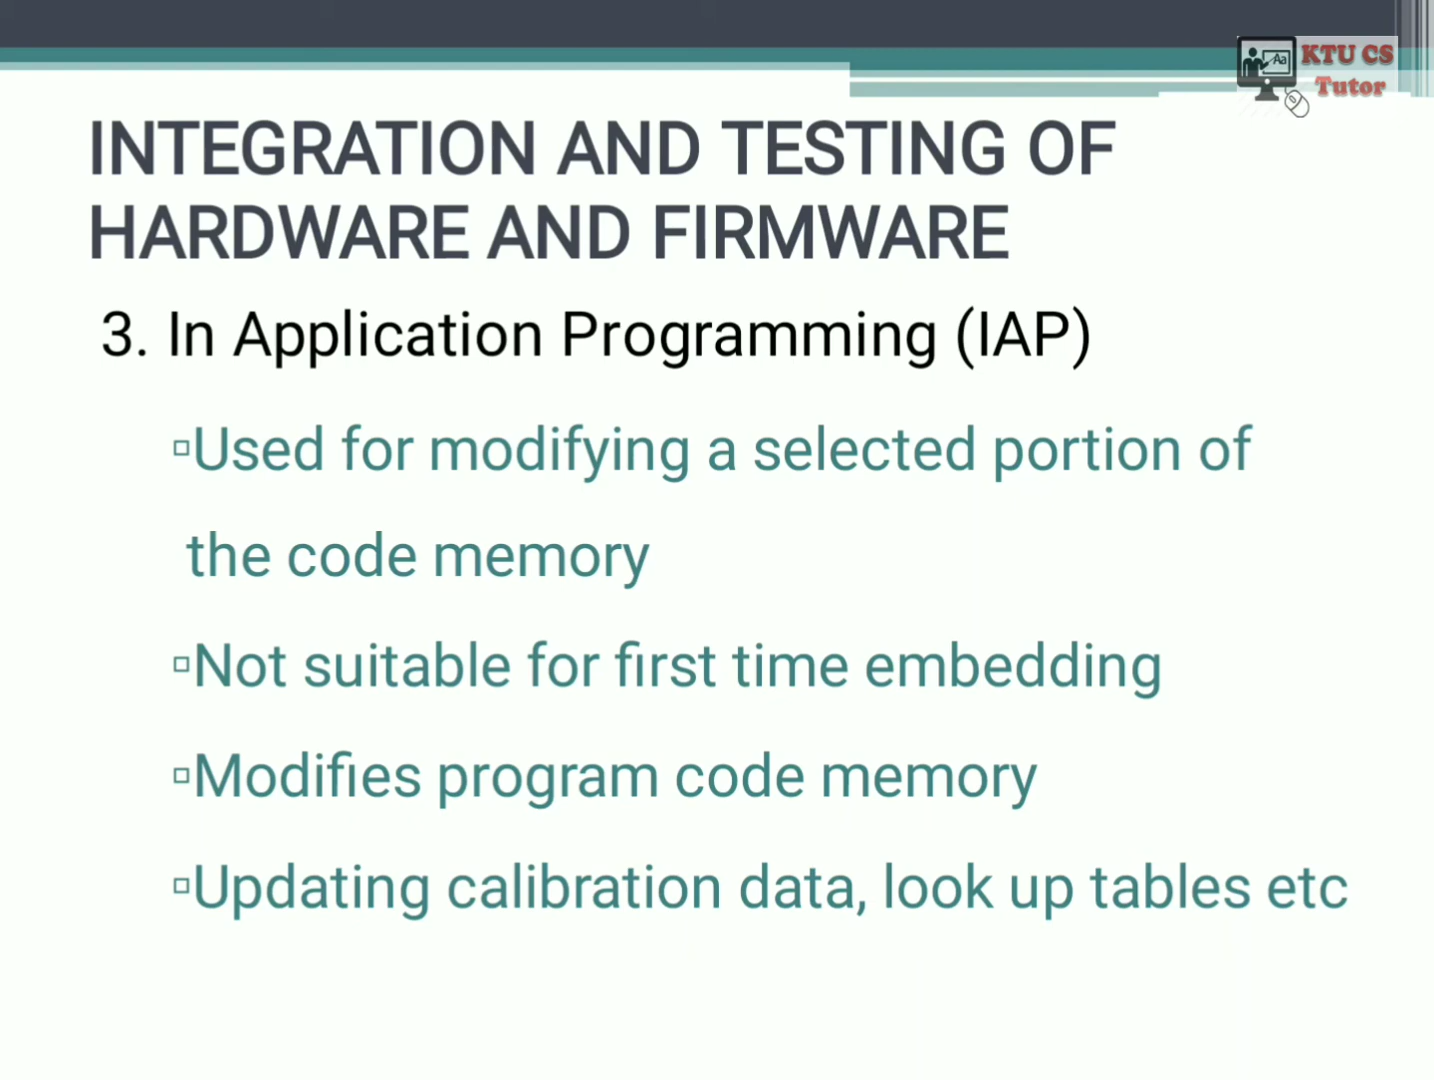 KTU CS
Tutor
Aa
INTEGRATION AND TESTING OF
HARDWARE AND FIRMWARE
3. In Application Programming (IAP)
▫Used for modifying a selected portion of
the code memory
▫Not suitable for first time embedding
▫Modifies program code memory
▫Updating calibration data, look up tables etc